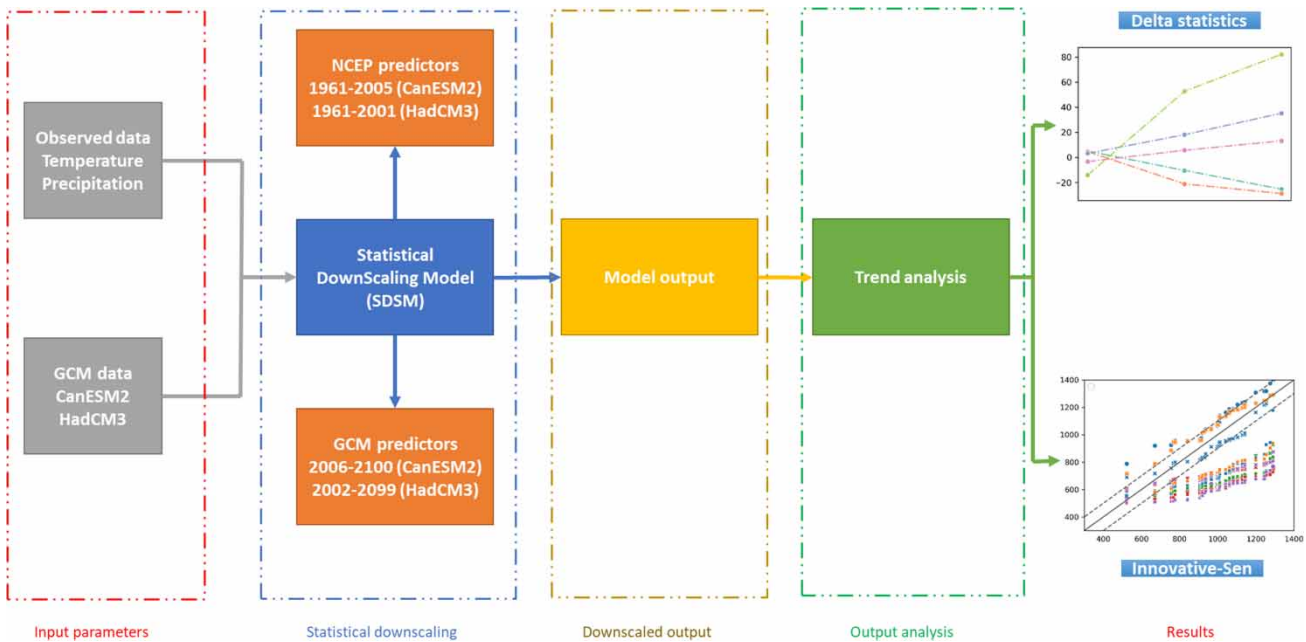 Observed data
Temperature
Precipitation
GCM data
CanESM2
HadCM3
NCEP predictors
1961-2005 (CanESM2)
1961-2001 (HadCM3)
Statistical
DownScaling Model
(SDSM)
GCM predictors
2006-2100 (CanESM2)
2002-2099 (HadCM3)
Model output
Trend analysis
Delta statistics
80
60
40
20
0
−20
1400
1200
1000
800
600
400
400
600
800
1000
1200
1400
Innovative-Sen
Input parameters
Statistical downscaling
Downscaled output
Output analysis
Results